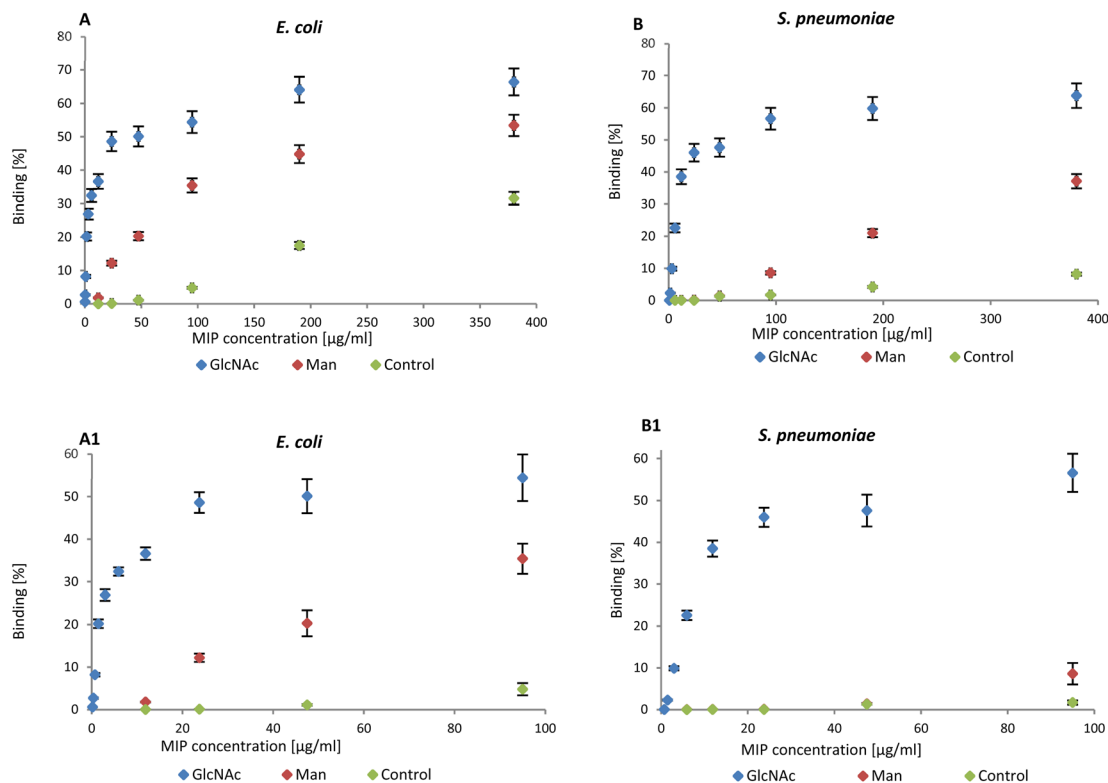 A
E. coli
80
70
60
50
40
30
20
10
0
Binding [%]
0 50 100 150 200 250 300 350 400
MIP concentration [µg/ml]
GlcNAc Man Control
B
S. pneumoniae
80
70
60
50
40
30
20
10
0
Binding [%]
0 100 200 300 400
MIP concentration [µg/ml]
GlcNAc Man Control
A1
E. coli
60
50
40
30
20
10
0
Binding [%]
0 20 40 60 80 100
MIP concentration [µg/ml]
GlcNAc Man Control
B1
S. pneumoniae
60
50
40
30
20
10
0
Binding [%]
0 20 40 60 80 100
MIP concentration [µg/ml]
GlcNAc Man Control